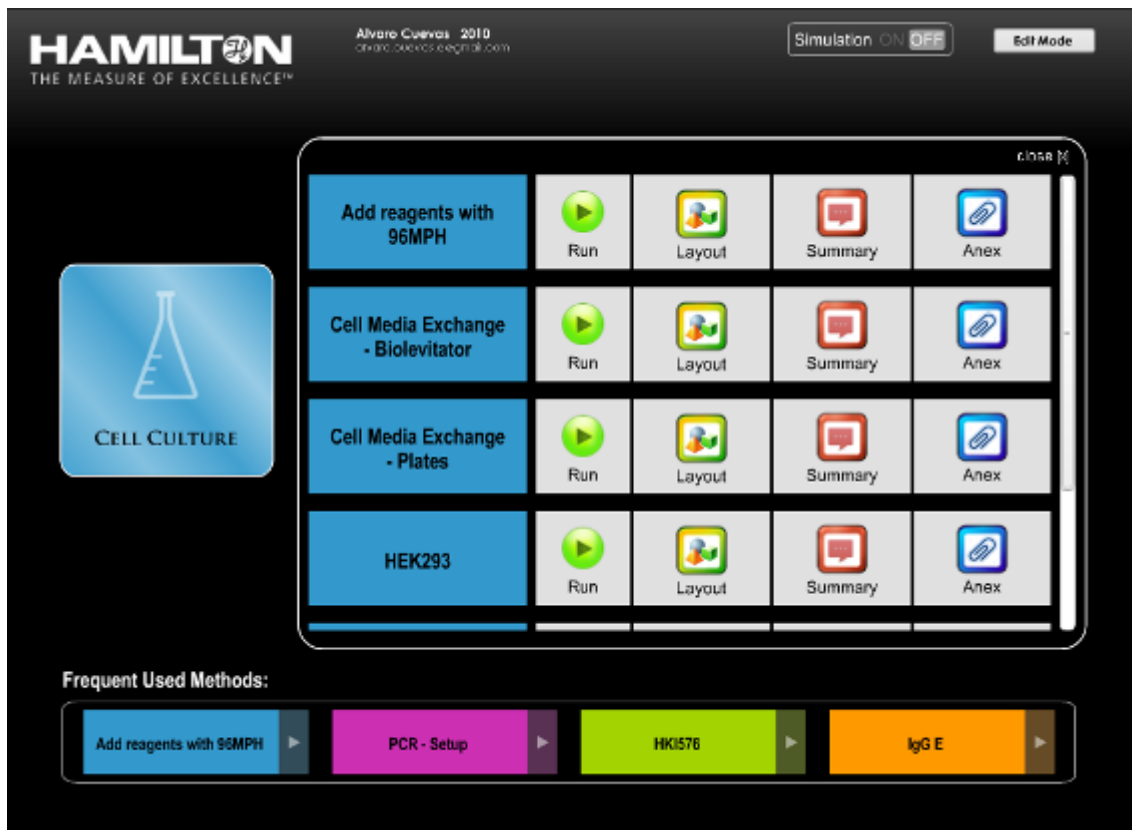 HAMILTON
THE MEASURE OF EXCELLENCE™
Alvaro Cuevas 2010
Simulation ON OFF
Edit Mode
close [x]
CELL CULTURE
Add reagents with
96MPH
Run
Layout
Summary
Anex
Cell Media Exchange
- Biolevitator
Run
Layout
Summary
Anex
Cell Media Exchange
- Plates
Run
Layout
Summary
Anex
HEK293
Run
Layout
Summary
Anex
Frequent Used Methods:
Add reagents with 96MPH
PCR - Setup
HKI576
IgG E